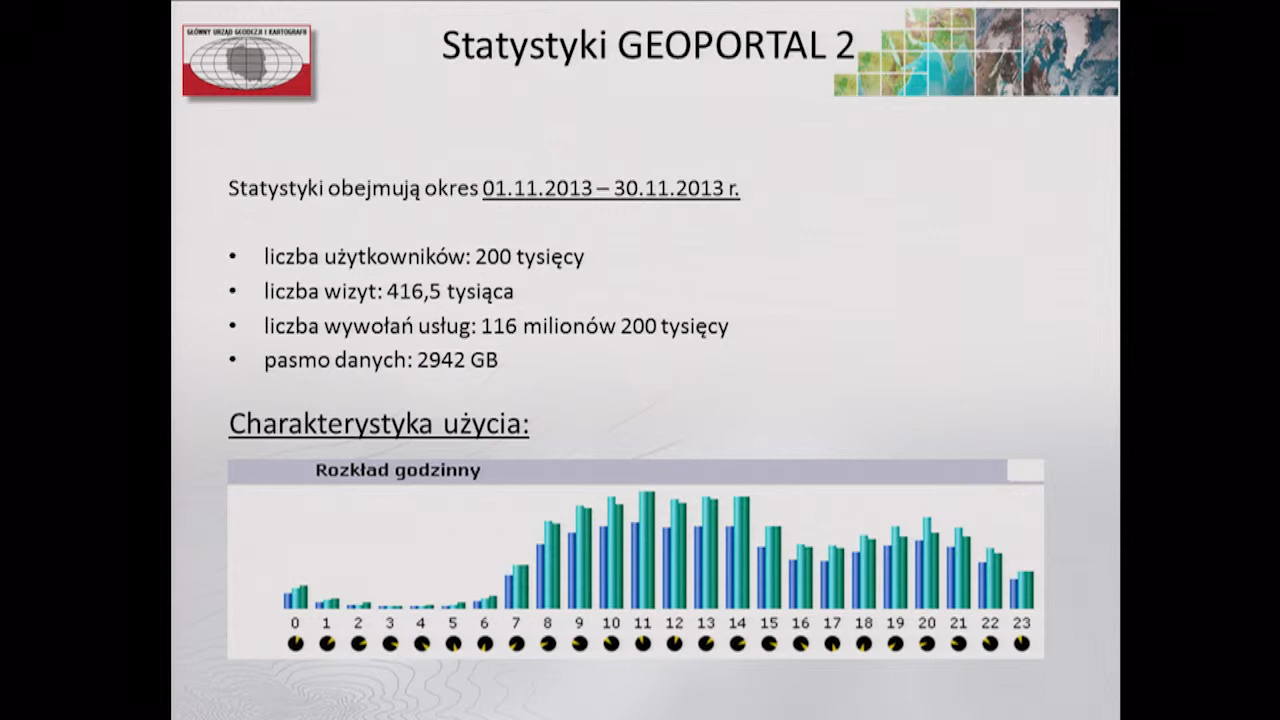 GŁÓWNY URZĄD GEODEZJI I KARTOGRAFII
Statystyki GEOPORTAL 2
Statystyki obejmują okres 01.11.2013 – 30.11.2013 r.
• liczba użytkowników: 200 tysięcy
• liczba wizyt: 416,5 tysiąca
• liczba wywołań usług: 116 milionów 200 tysięcy
• pasmo danych: 2942 GB
Charakterystyka użycia:
Rozkład godzinny
0 1 2 3 4 5 6 7 8 9 10 11 12 13 14 15 16 17 18 19 20 21 22 23